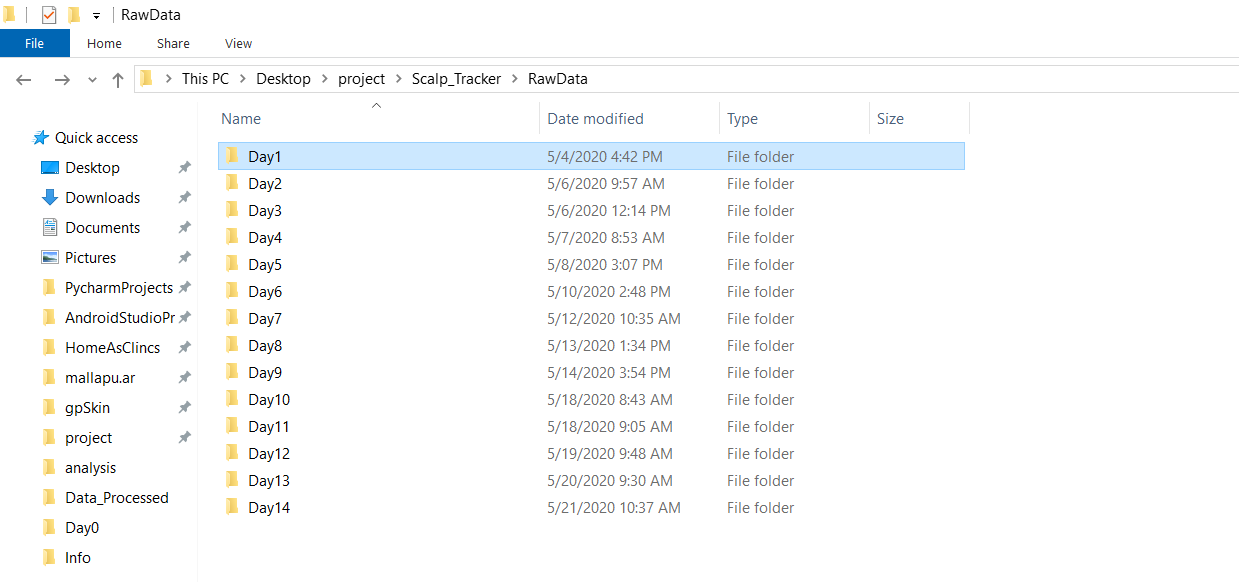 RawData
File Home Share View
This PC Desktop project Scalp_Tracker RawData
Name Date modified Type Size
Quick access
Desktop
Downloads
Documents
Pictures
PycharmProjects
AndroidStudioPr
HomeAsClincs
mallapu.ar
gpSkin
project
analysis
Data_Processed
Day0
Info
Day1 5/4/2020 4:42 PM File folder
Day2 5/6/2020 9:57 AM File folder
Day3 5/6/2020 12:14 PM File folder
Day4 5/7/2020 8:53 AM File folder
Day5 5/8/2020 3:07 PM File folder
Day6 5/10/2020 2:48 PM File folder
Day7 5/12/2020 10:35 AM File folder
Day8 5/13/2020 1:34 PM File folder
Day9 5/14/2020 3:54 PM File folder
Day10 5/18/2020 8:43 AM File folder
Day11 5/18/2020 9:05 AM File folder
Day12 5/19/2020 9:48 AM File folder
Day13 5/20/2020 9:30 AM File folder
Day14 5/21/2020 10:37 AM File folder